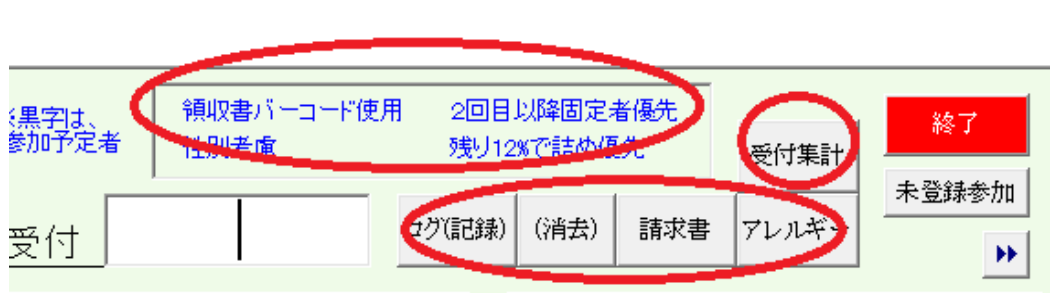 黒字は、
参加予定者
領収書バーコード使用 2回目以降固定者優先
性別考慮 残り12%で詰め優先
受付集計
終了
未登録参加
受付
ログ(記録) (消去) 請求書 アレルギー